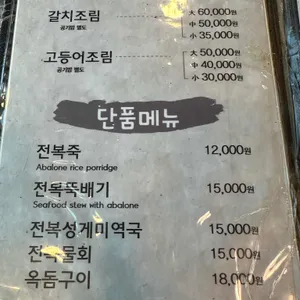 갈치조림
공기밥 별도
大 60,000원
中 50,000원
小 35,000원
고등어조림
공기밥 별도
大 50,000원
中 40,000원
小 30,000원
단품메뉴
전복죽 12,000원
Abalone rice porridge
전복뚝배기 15,000원
Seafood stew with abalone
전복성게미역국 15,000원
전복물회 15,000원
옥돔구이 18,000원